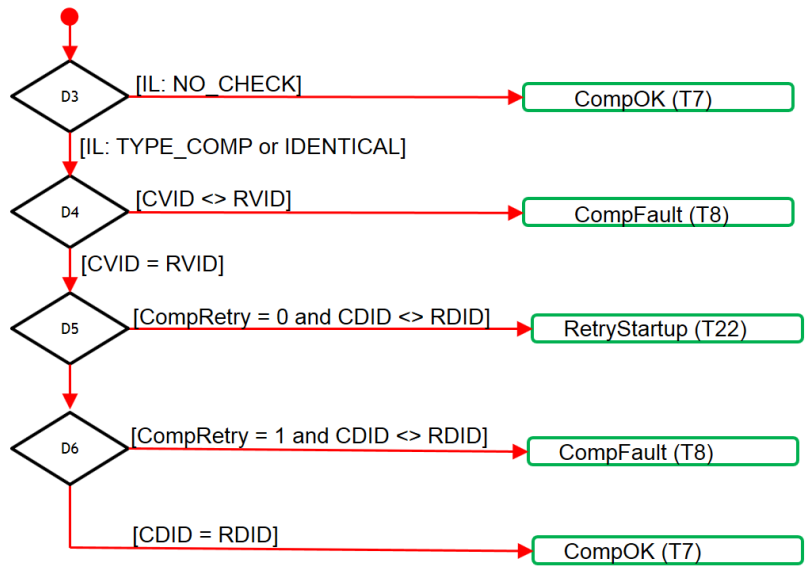 [IL: NO_CHECK]
D3
CompOK (T7)
[IL: TYPE_COMP or IDENTICAL]
[CVID <> RVID]
D4
CompFault (T8)
[CVID = RVID]
[CompRetry = 0 and CDID <> RDID]
D5
RetryStartup (T22)
[CompRetry = 1 and CDID <> RDID]
D6
CompFault (T8)
[CDID = RDID]
CompOK (T7)